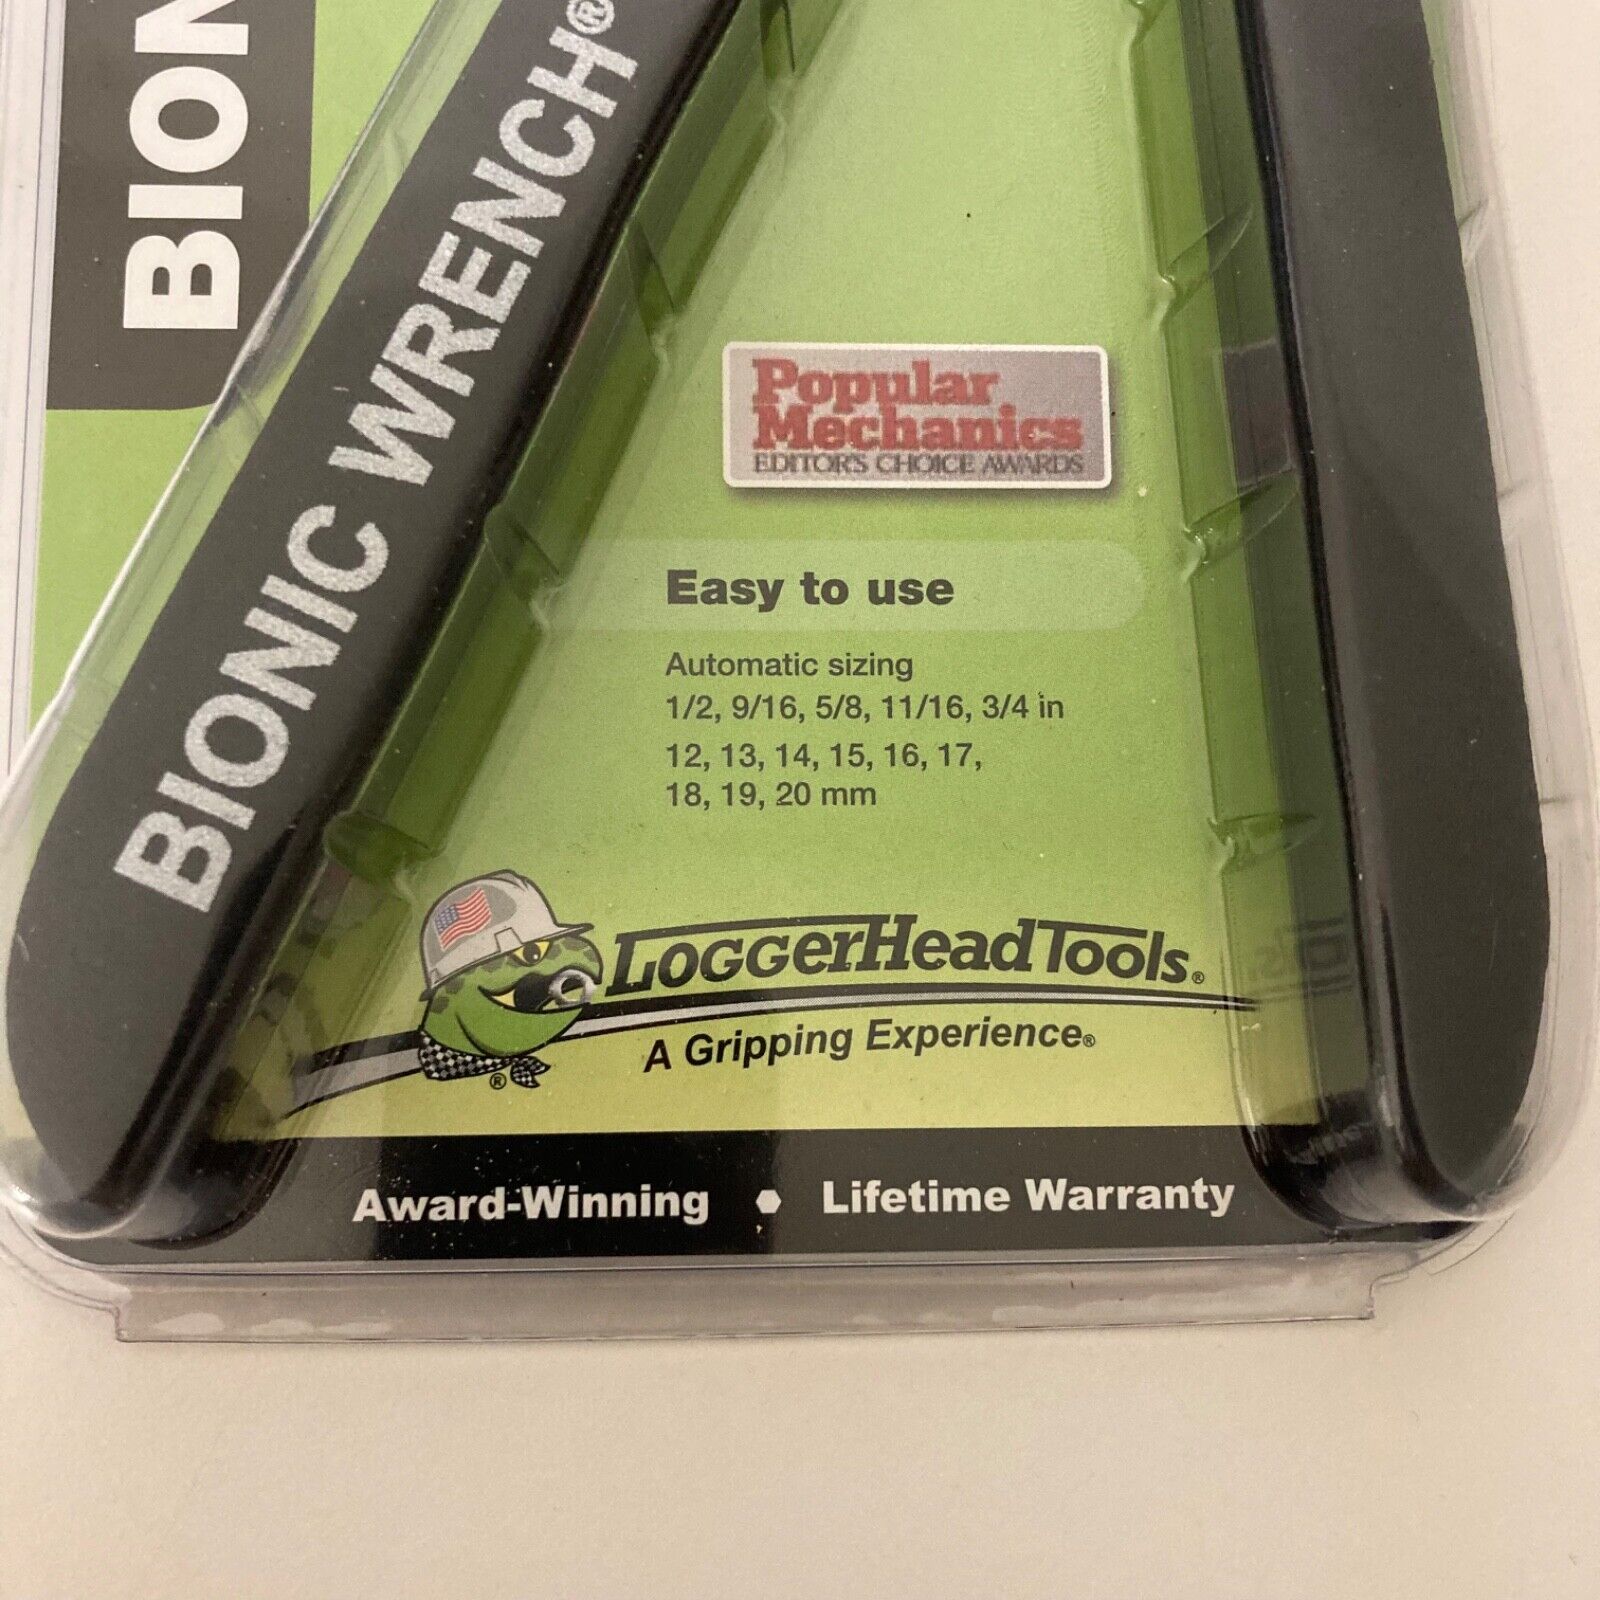 BION
BIONIC WRENCH®
Popular
Mechanics
EDITOR'S CHOICE AWARDS
Easy to use
Automatic sizing
1/2, 9/16, 5/8, 11/16, 3/4 in
12, 13, 14, 15, 16, 17,
18, 19, 20 mm
LOGGerHeadTools®
A Gripping Experience®
®
Award-Winning • Lifetime Warranty